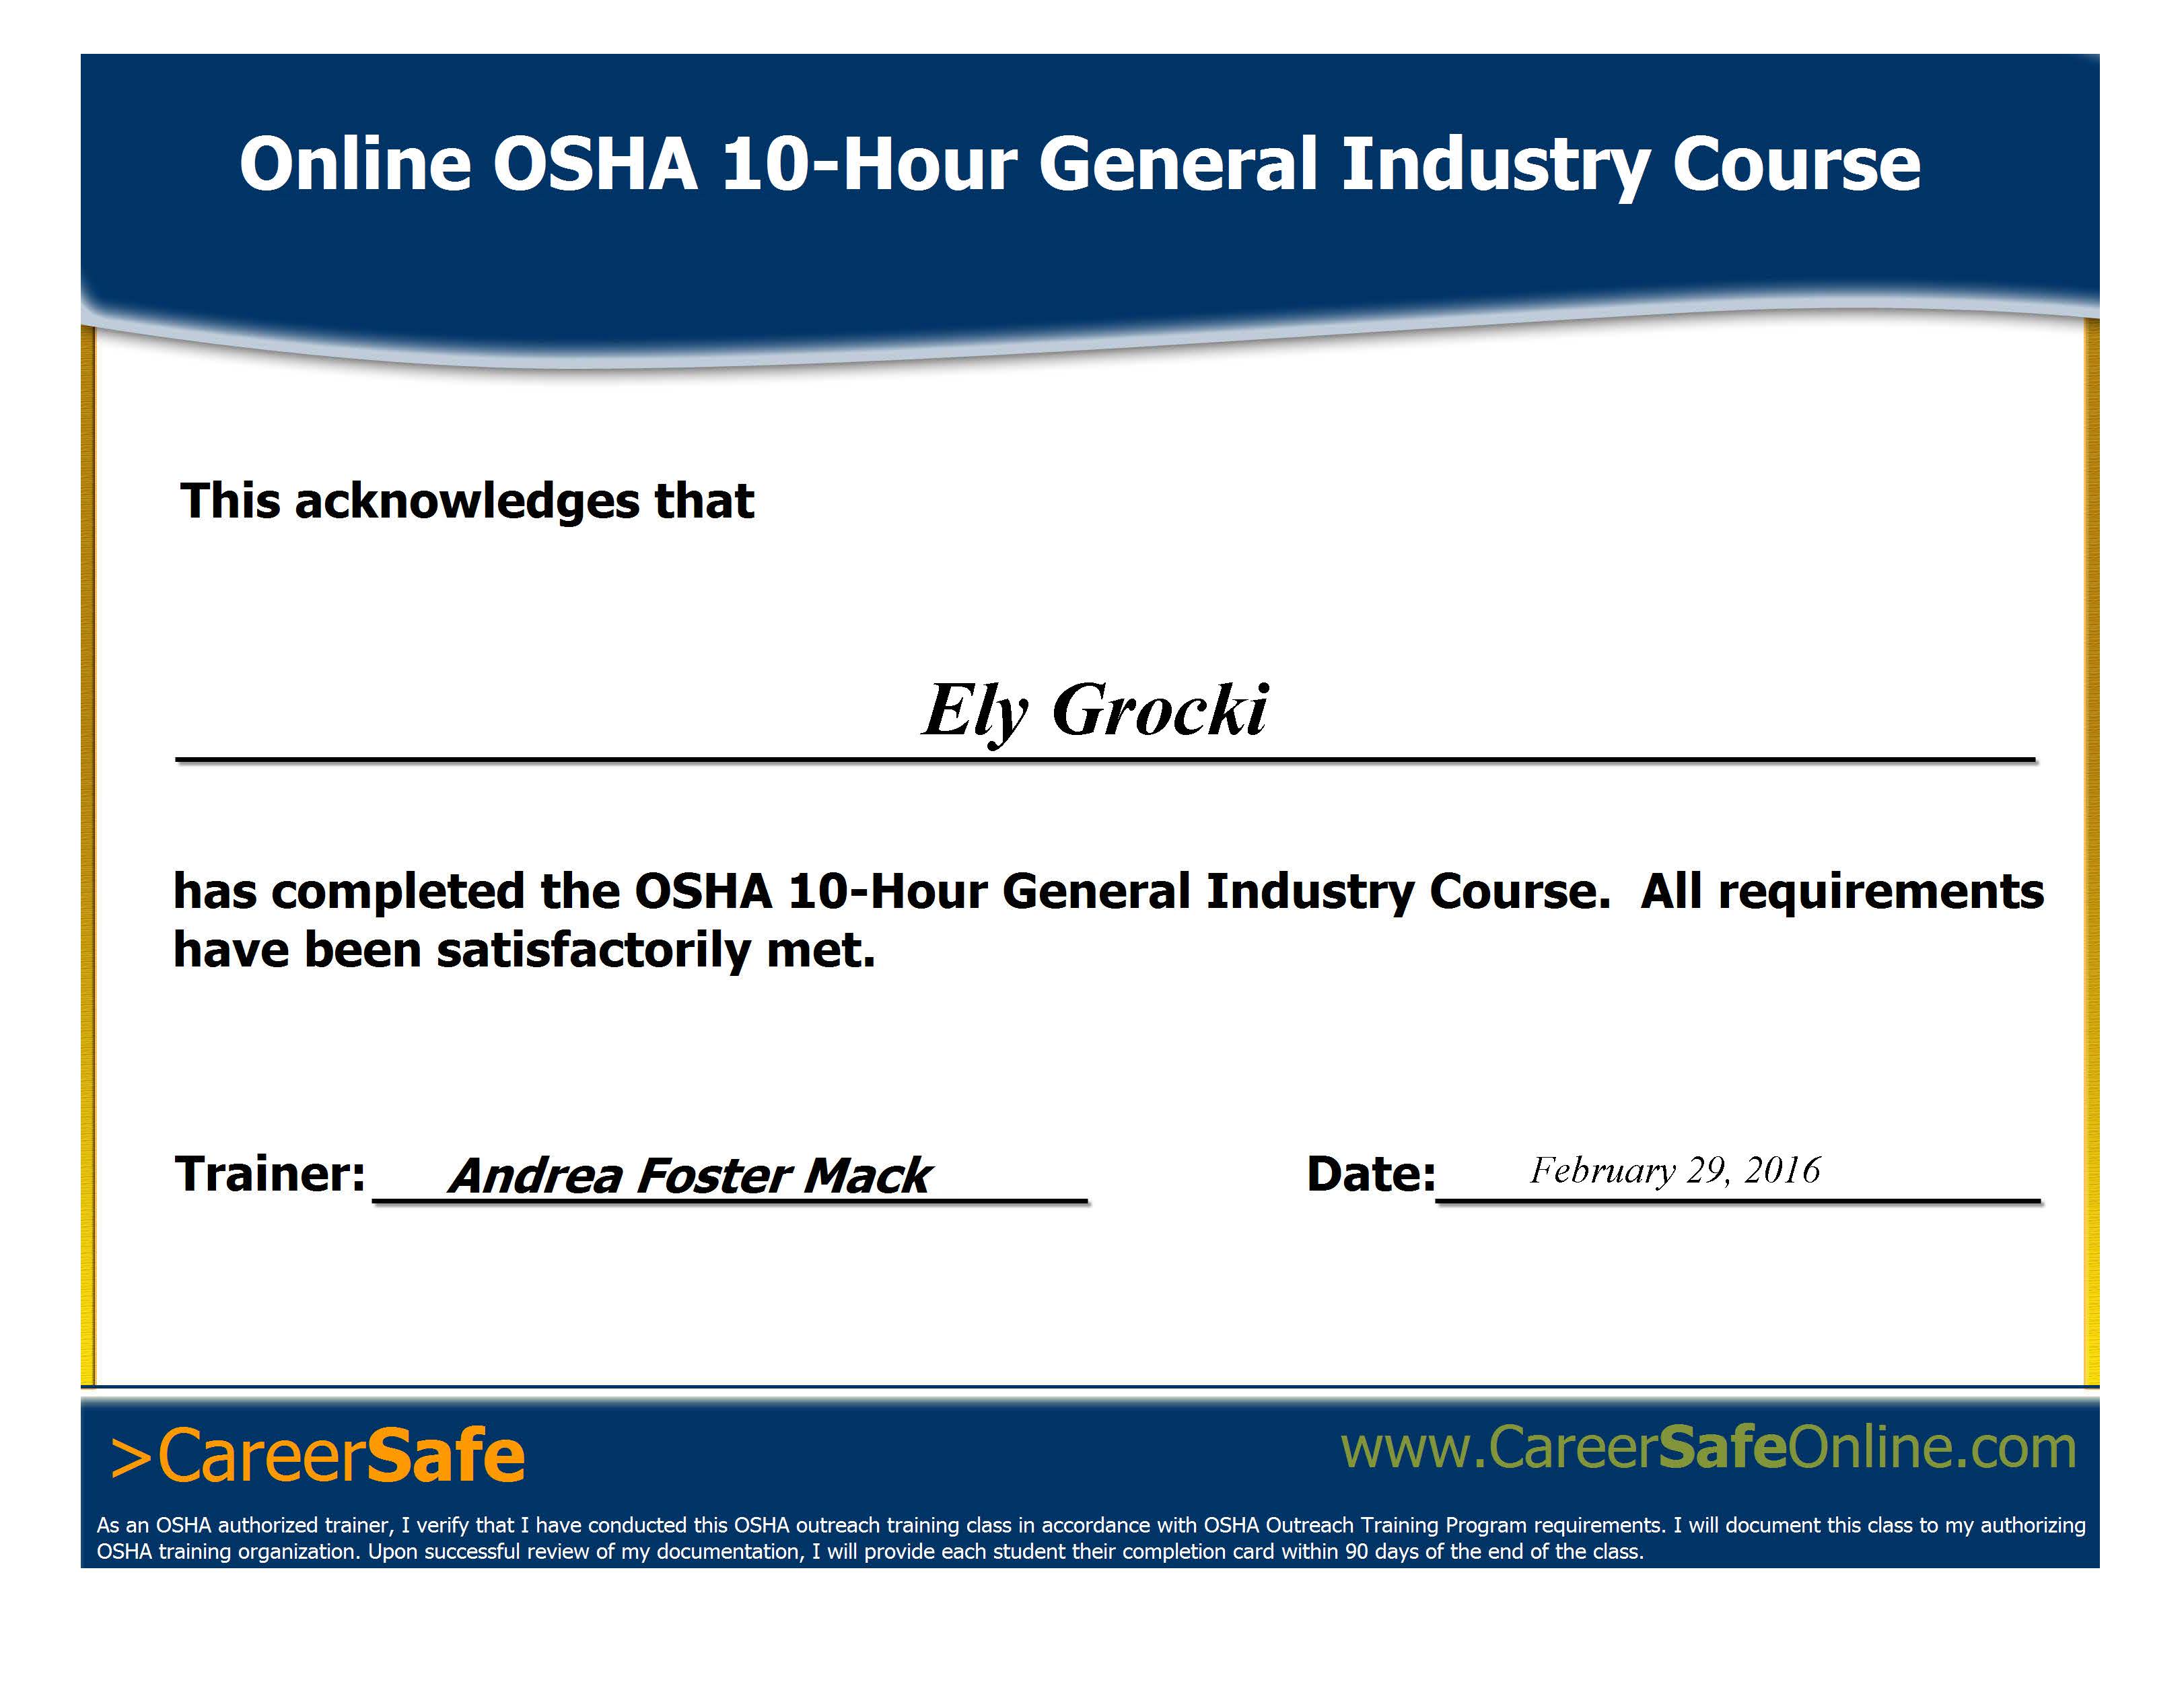 Online OSHA 10-Hour General Industry Course
This acknowledges that
Ely Grocki
has completed the OSHA 10-Hour General Industry Course.  All requirements
have been satisfactorily met.
Trainer: Andrea Foster Mack Date: February 29, 2016
>CareerSafe www.CareerSafeOnline.com
As an OSHA authorized trainer, I verify that I have conducted this OSHA outreach training class in accordance with OSHA Outreach Training Program requirements. I will document this class to my authorizing
OSHA training organization. Upon successful review of my documentation, I will provide each student their completion card within 90 days of the end of the class.